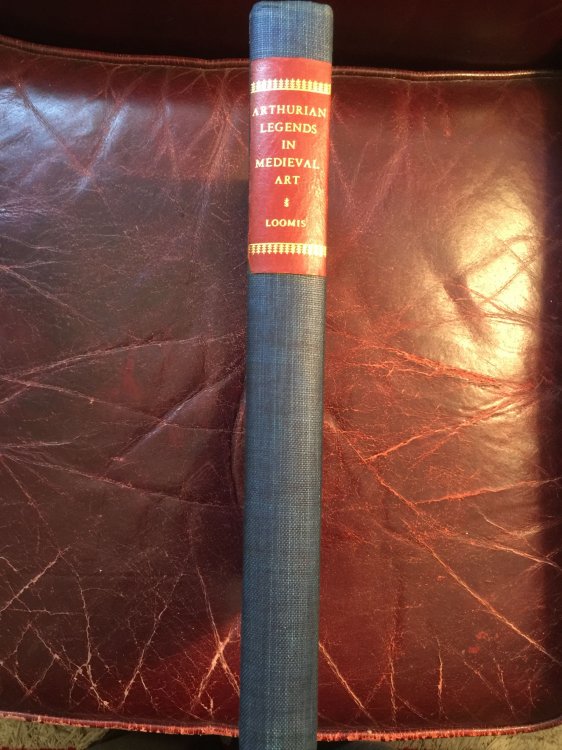 ARTHURIAN
LEGENDS
IN
MEDIEVAL
ART
LOOMIS